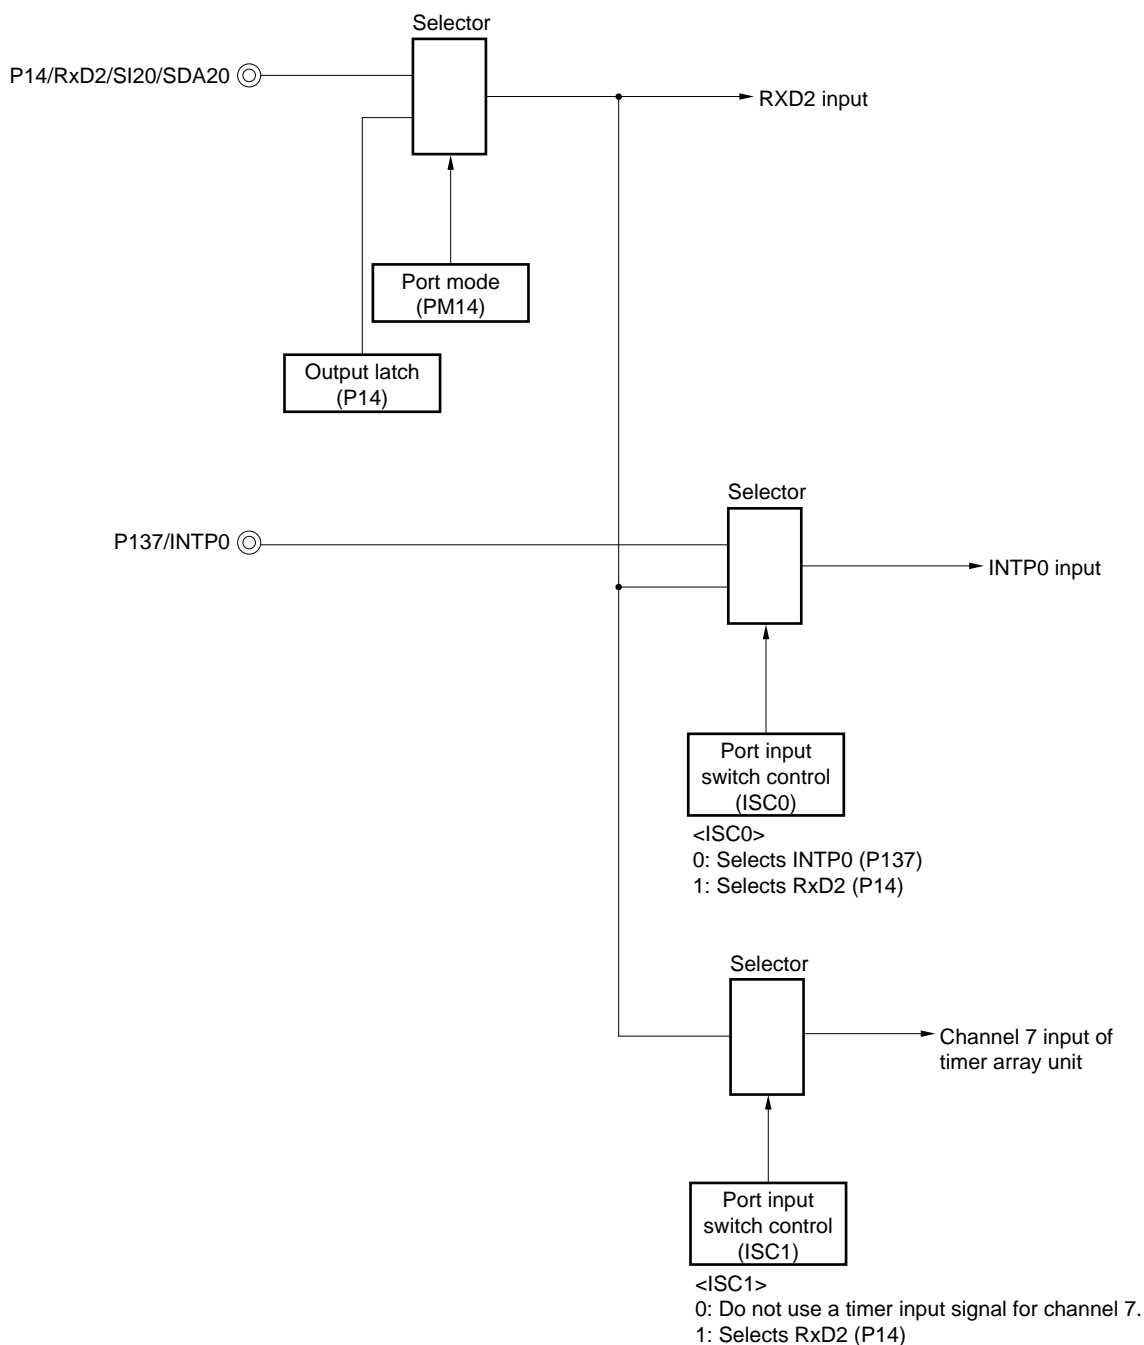 Selector
P14/RxD2/SI20/SDA20
RXD2 input
Port mode
(PM14)
Output latch
(P14)
Selector
P137/INTP0
INTP0 input
Port input
switch control
(ISC0)
<ISC0>
0: Selects INTP0 (P137)
1: Selects RxD2 (P14)
Selector
Channel 7 input of
timer array unit
Port input
switch control
(ISC1)
<ISC1>
0: Do not use a timer input signal for channel 7.
1: Selects RxD2 (P14)